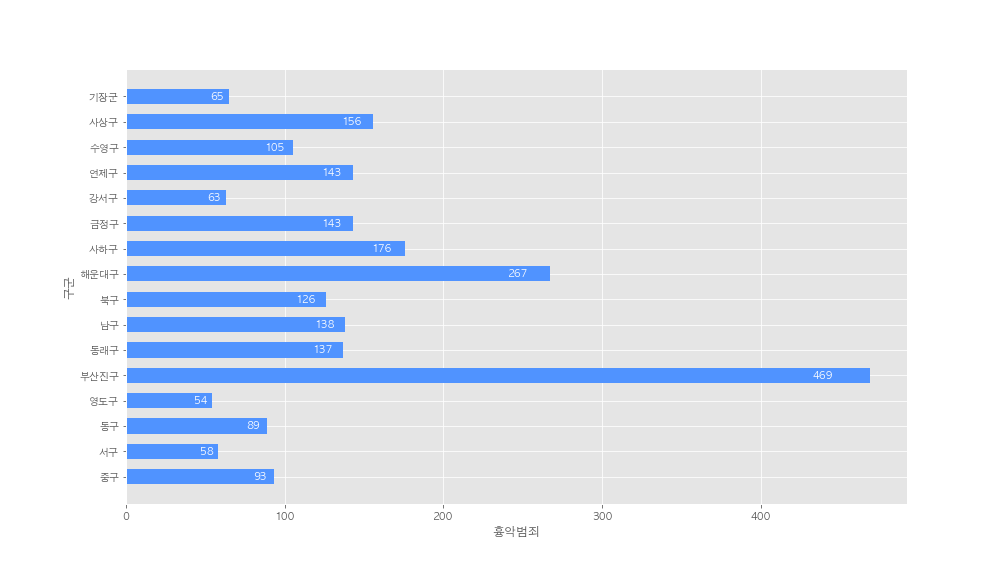 기장군 65
사상구 156
수영구 105
연제구 143
강서구 63
금정구 143
사하구 176
해운대구 267
북구 126
남구 138
동래구 137
부산진구 469
영도구 54
동구 89
서구 58
중구 93
구군
0 100 200 300 400
흉악범죄